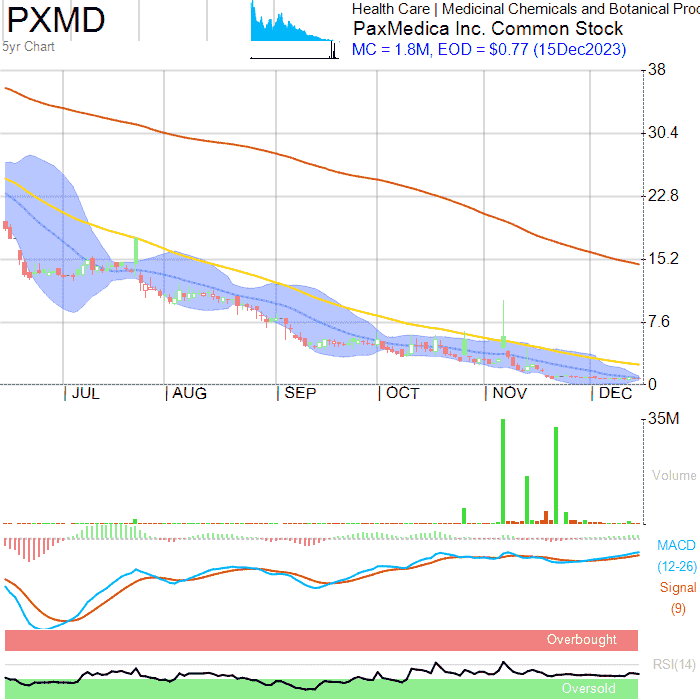 PXMD
5yr Chart
Health Care | Medicinal Chemicals and Botanical Proc
PaxMedica Inc. Common Stock
MC = 1.8M, EOD = $0.77 (15Dec2023)
38
30.4
22.8
15.2
7.6
0
JUL AUG SEP OCT NOV DEC
35M
Volume
MACD
(12-26)
Signal
(9)
Overbought
RSI(14)
Oversold